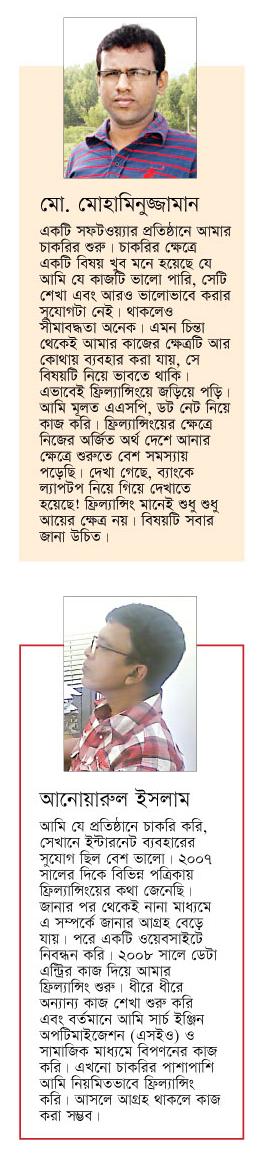 মো. মোহামিনুজ্জামান
একটি সফটওয়্যার প্রতিষ্ঠানে আমার
চাকরির শুরু। চাকরির ক্ষেত্রে
একটি বিষয় খুব মনে হয়েছে যে
আমি যে কাজটি ভালো পারি, সেটি
শেখা এবং আরও ভালোভাবে করার
সুযোগটা নেই। থাকলেও
সীমাবদ্ধতা অনেক। এমন চিন্তা
থেকেই আমার কাজের ক্ষেত্রটি আর
কোথায় ব্যবহার করা যায়, সে
বিষয়টি নিয়ে ভাবতে থাকি।
এভাবেই ফ্রিল্যান্সিংয়ে জড়িয়ে পড়ি।
আমি মূলত এএসপি, ডট নেট নিয়ে
কাজ করি। ফ্রিল্যান্সিংয়ের ক্ষেত্রে
নিজের অর্জিত অর্থ দেশে আনার
ক্ষেত্রে শুরুতে বেশ সমস্যায়
পড়েছি। দেখা গেছে, ব্যাংকে
ল্যাপটপ নিয়ে গিয়ে দেখাতে
হয়েছে! ফ্রিল্যান্সিং মানেই শুধু শুধু
আয়ের ক্ষেত্র নয়। বিষয়টি সবার
জানা উচিত।
আনোয়ারুল ইসলাম
আমি যে প্রতিষ্ঠানে চাকরি করি,
সেখানে ইন্টারনেট ব্যবহারের
সুযোগ ছিল বেশ ভালো। ২০০৭
সালের দিকে বিভিন্ন পত্রিকায়
ফ্রিল্যান্সিংয়ের কথা জেনেছি।
জানার পর থেকেই নানা মাধ্যমে
এ সম্পর্কে জানার আগ্রহ বেড়ে
যায়। পরে একটি ওয়েবসাইটে
নিবন্ধন করি। ২০০৮ সালে ডেটা
এন্ট্রির কাজ দিয়ে আমার
ফ্রিল্যান্সিং শুরু। ধীরে ধীরে
অন্যান্য কাজ শেখা শুরু করি
এবং বর্তমানে আমি সার্চ ইঞ্জিন
অপটিমাইজেশন (এসইও) ও
সামাজিক মাধ্যমে বিপণনের কাজ
করি। এখনো চাকরির পাশাপাশি
আমি নিয়মিতভাবে ফ্রিল্যান্সিং
করি। আসলে আগ্রহ থাকলে কাজ
করা সম্ভব।